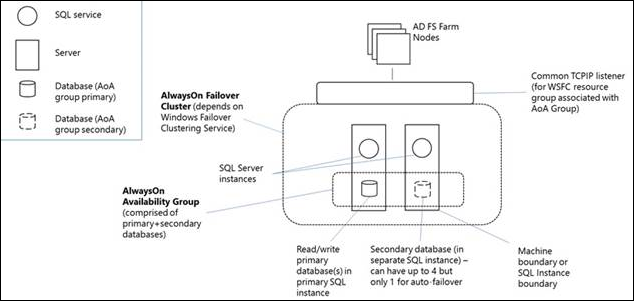 SQL service
Server
Database (AoA
group primary)
Database (AoA
group secondary)
AD FS Farm
Nodes
Common TCPIP listener
(for WSFC resource
group associated with
AoA Group)
AlwaysOn Failover
Cluster (depends on
Windows Failover
Clustering Service)
SQL Server
instances
AlwaysOn
Availability Group
(comprised of
primary+secondary
databases)
Read/write
primary
database(s) in
primary SQL
instance
Secondary database (in
separate SQL instance) –
can have up to 4 but
only 1 for auto-failover
Machine
boundary or
SQL Instance
boundary